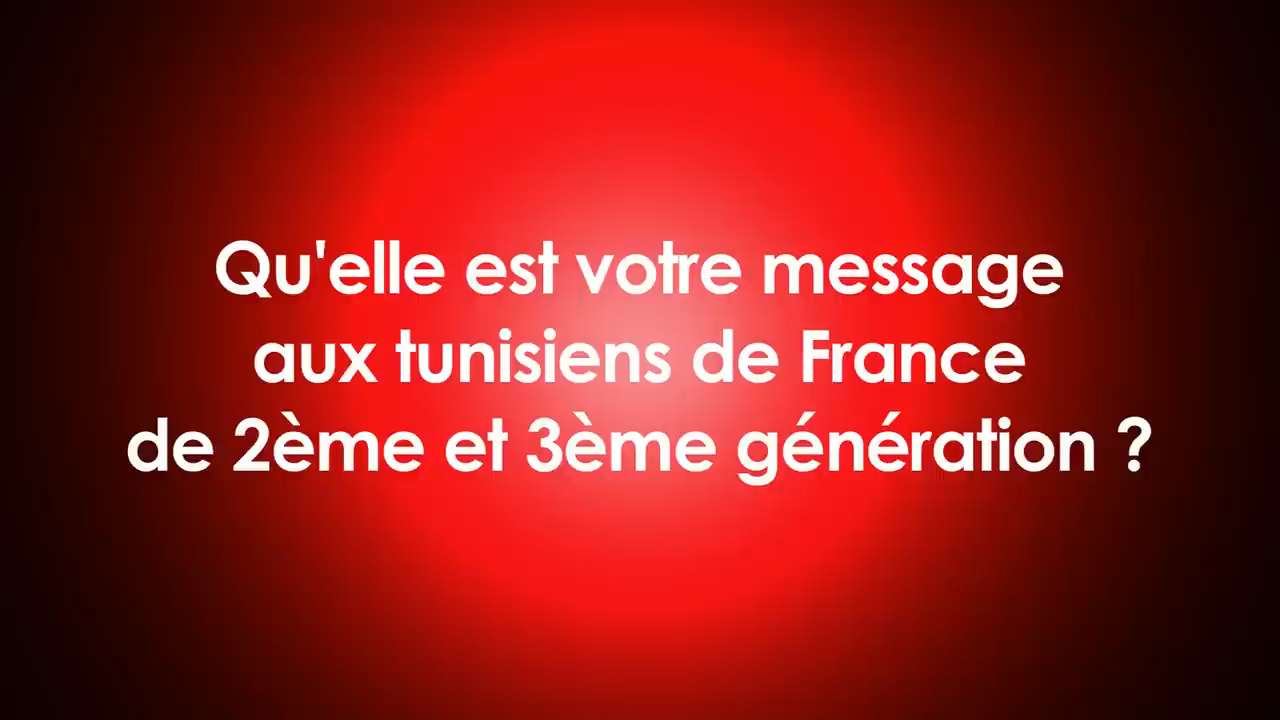 Qu'elle est votre message
aux tunisiens de France
de 2ème et 3ème génération ?